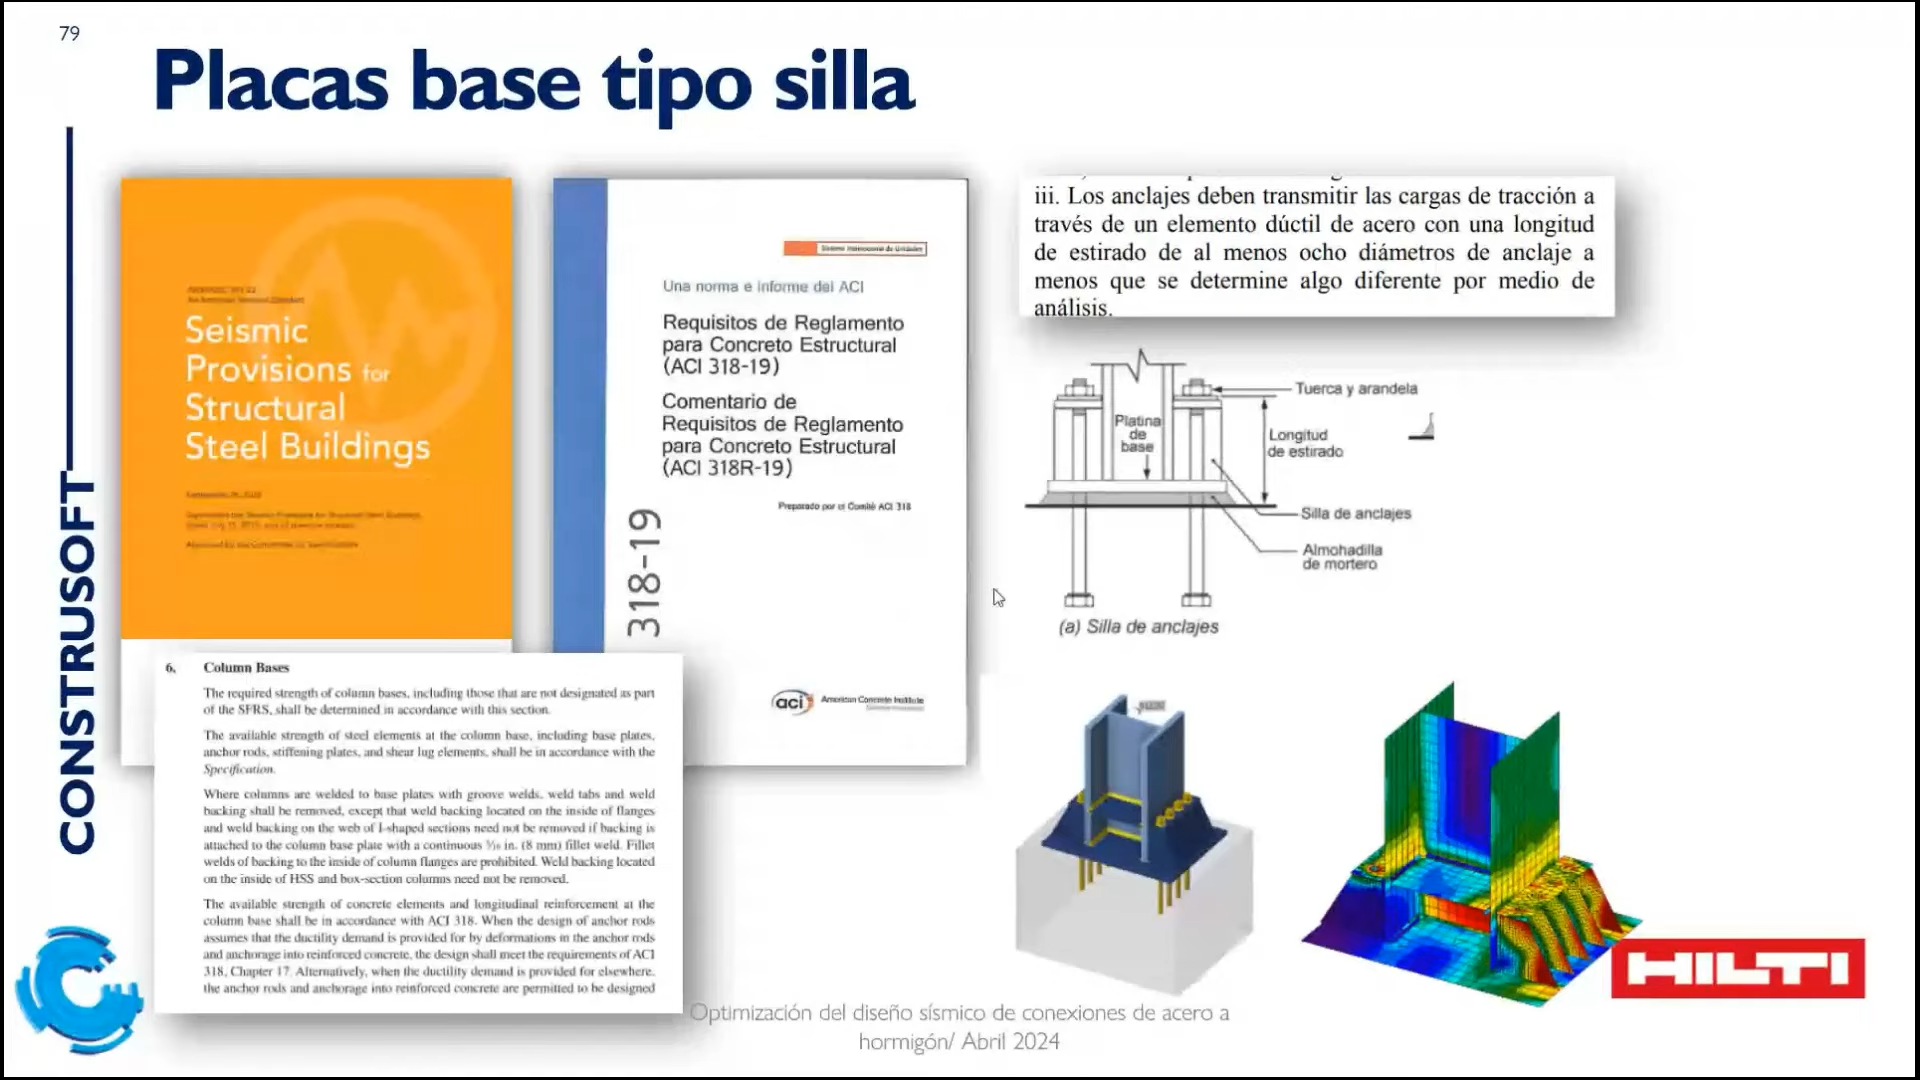 79
Placas base tipo silla
CONSTRUSOFT
Seismic
Provisions for
Structural
Steel Buildings
Sistema Internacional de Unidades
Una norma e informe del ACI
Requisitos de Reglamento
para Concreto Estructural
(ACI 318-19)
Comentario de
Requisitos de Reglamento
para Concreto Estructural
(ACI 318R-19)
Preparado por el Comité ACI 318
318-19
aci
American Concrete Institute
iii. Los anclajes deben transmitir las cargas de tracción a
través de un elemento dúctil de acero con una longitud
de estirado de al menos ocho diámetros de anclaje a
menos que se determine algo diferente por medio de
análisis.
Tuerca y arandela
Platina
de
base
Longitud
de estirado
Silla de anclajes
Almohadilla
de mortero
(a) Silla de anclajes
6. Column Bases
The required strength of column bases, including those that are not designated as part
of the SFRS, shall be determined in accordance with this section.
The available strength of steel elements at the column base, including base plates,
anchor rods, stiffening plates, and shear lug elements, shall be in accordance with the
Specification.
Where columns are welded to base plates with groove welds, weld tabs and weld
backing shall be removed, except that weld backing located on the inside of flanges
and weld backing on the web of I-shaped sections need not be removed if backing is
attached to the column base plate with a continuous 5/16 in. (8 mm) fillet weld. Fillet
welds of backing to the inside of column flanges are prohibited. Weld backing located
on the inside of HSS and box-section columns need not be removed.
The available strength of concrete elements and longitudinal reinforcement at the
column base shall be in accordance with ACI 318. When the design of anchor rods
assumes that the ductility demand is provided for by deformations in the anchor rods
and anchorage into reinforced concrete, the design shall meet the requirements of ACI
318, Chapter 17. Alternatively, when the ductility demand is provided for elsewhere,
the anchor rods and anchorage into reinforced concrete are permitted to be designed
HILTI
Optimización del diseño sísmico de conexiones de acero a
hormigón/ Abril 2024